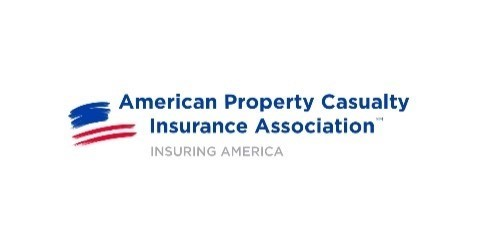 American Property Casualty
Insurance Association™
INSURING AMERICA